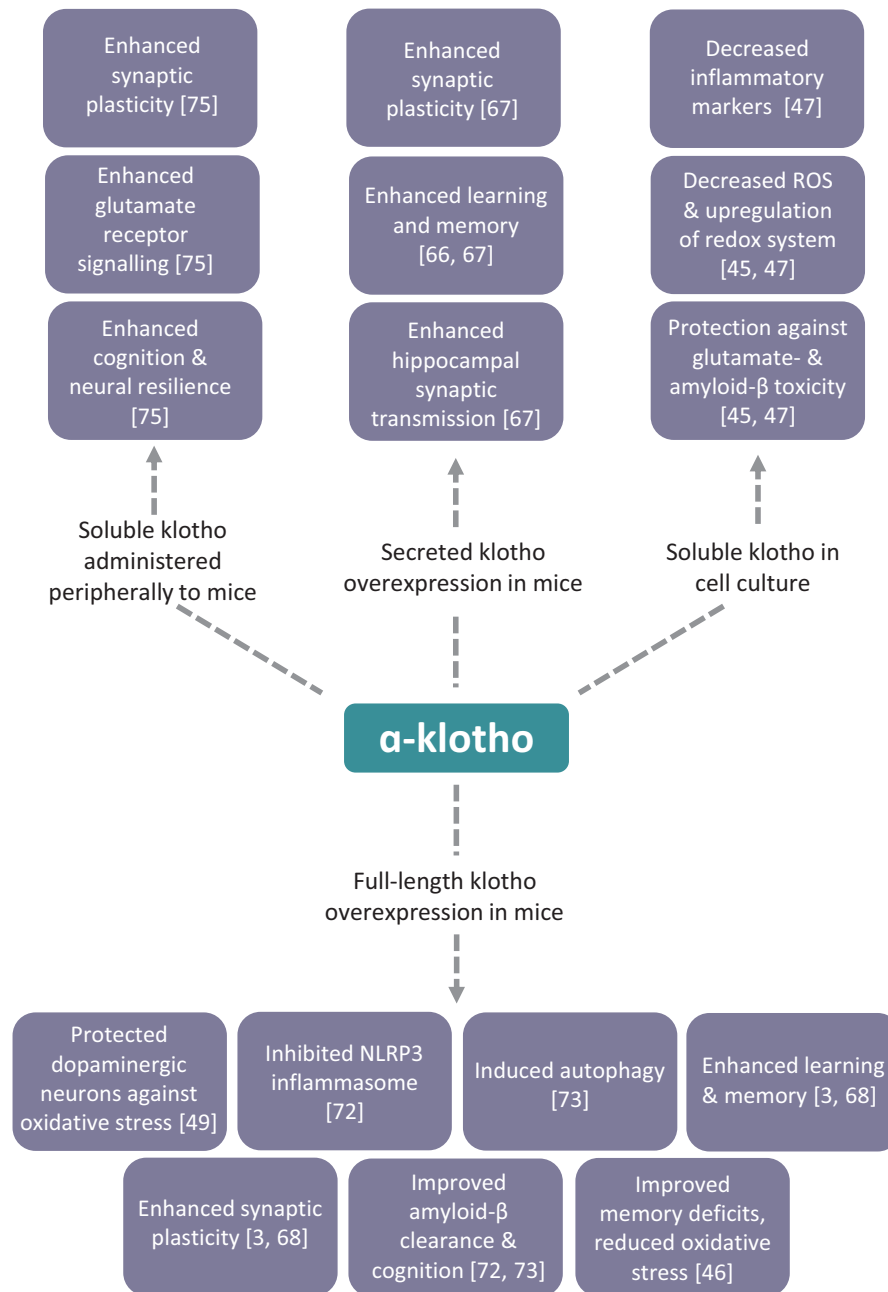 Enhanced
synaptic
plasticity [75]
Enhanced
glutamate
receptor
signalling [75]
Enhanced
cognition &
neural resilience
[75]
Soluble klotho
administered
peripherally to mice
Enhanced
synaptic
plasticity [67]
Enhanced learning
and memory
[66, 67]
Enhanced
hippocampal
synaptic
transmission [67]
Secreted klotho
overexpression in mice
Decreased
inflammatory
markers [47]
Decreased ROS
& upregulation
of redox system
[45, 47]
Protection against
glutamate- &
amyloid-β toxicity
[45, 47]
Soluble klotho in
cell culture
α-klotho
Full-length klotho
overexpression in mice
Protected
dopaminergic
neurons against
oxidative stress [49]
Inhibited NLRP3
inflammasome
[72]
Induced autophagy
[73]
Enhanced learning
& memory [3, 68]
Enhanced synaptic
plasticity [3, 68]
Improved
amyloid-β
clearance &
cognition [72, 73]
Improved
memory deficits,
reduced oxidative
stress [46]